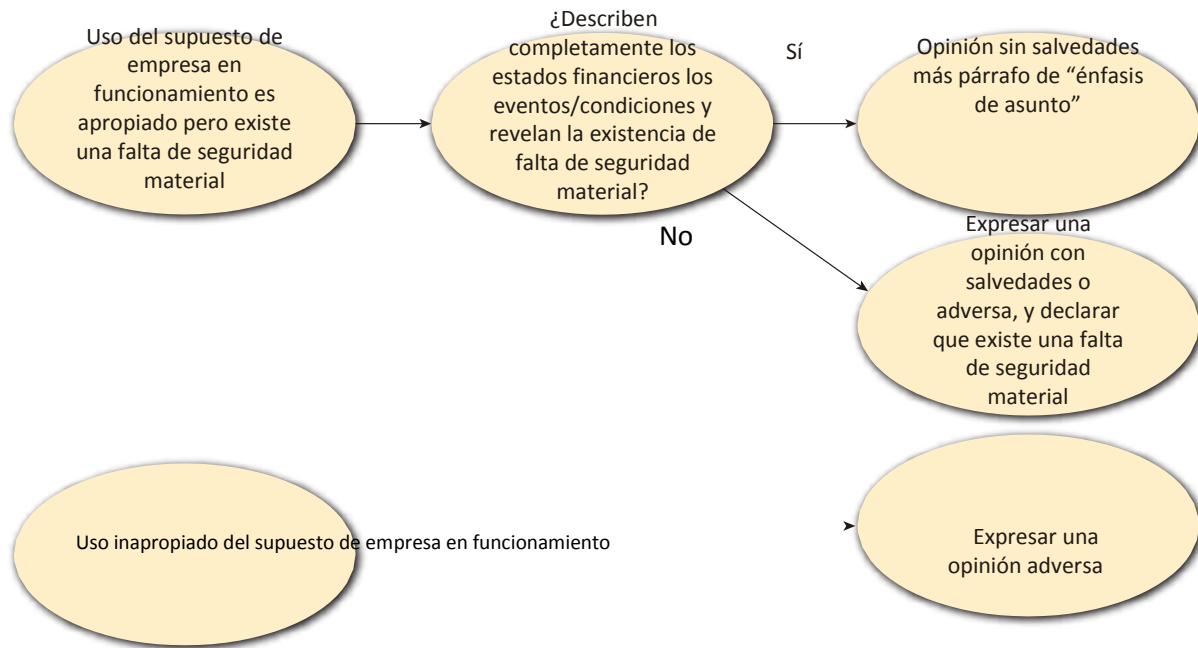 Uso del supuesto de
empresa en
funcionamiento es
apropiado pero existe
una falta de seguridad
material
¿Describen
completamente los
estados financieros los
eventos/condiciones y
revelan la existencia de
falta de seguridad
material?
Sí
Opinión sin salvedades
más párrafo de “énfasis
de asunto”
No
Expresar una
opinión con
salvedades o
adversa, y declarar
que existe una falta
de seguridad
material
Uso inapropiado del supuesto de empresa en funcionamiento
Expresar una
opinión adversa